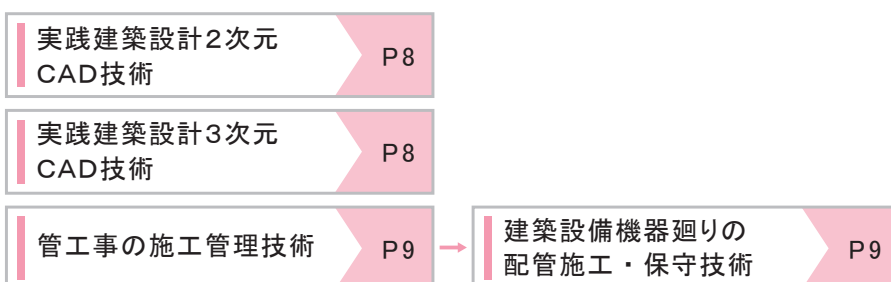 実践建築設計2次元
CAD技術
P8
実践建築設計3次元
CAD技術
P8
管工事の施工管理技術
P9
建築設備機器廻りの
配管施工・保守技術
P9